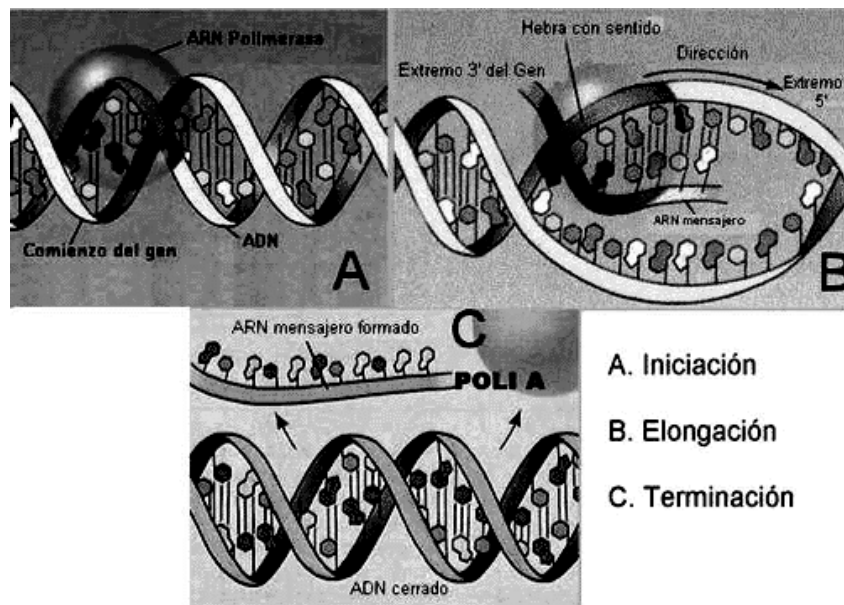 ARN Polimerasa
Comienzo del gen
ADN
A
Hebra con sentido
Dirección
Extremo 3' del Gen
Extremo
5'
ARN mensajero
B
ARN mensajero formado
C
POLI A
ADN cerrado
A. Iniciación
B. Elongación
C. Terminación